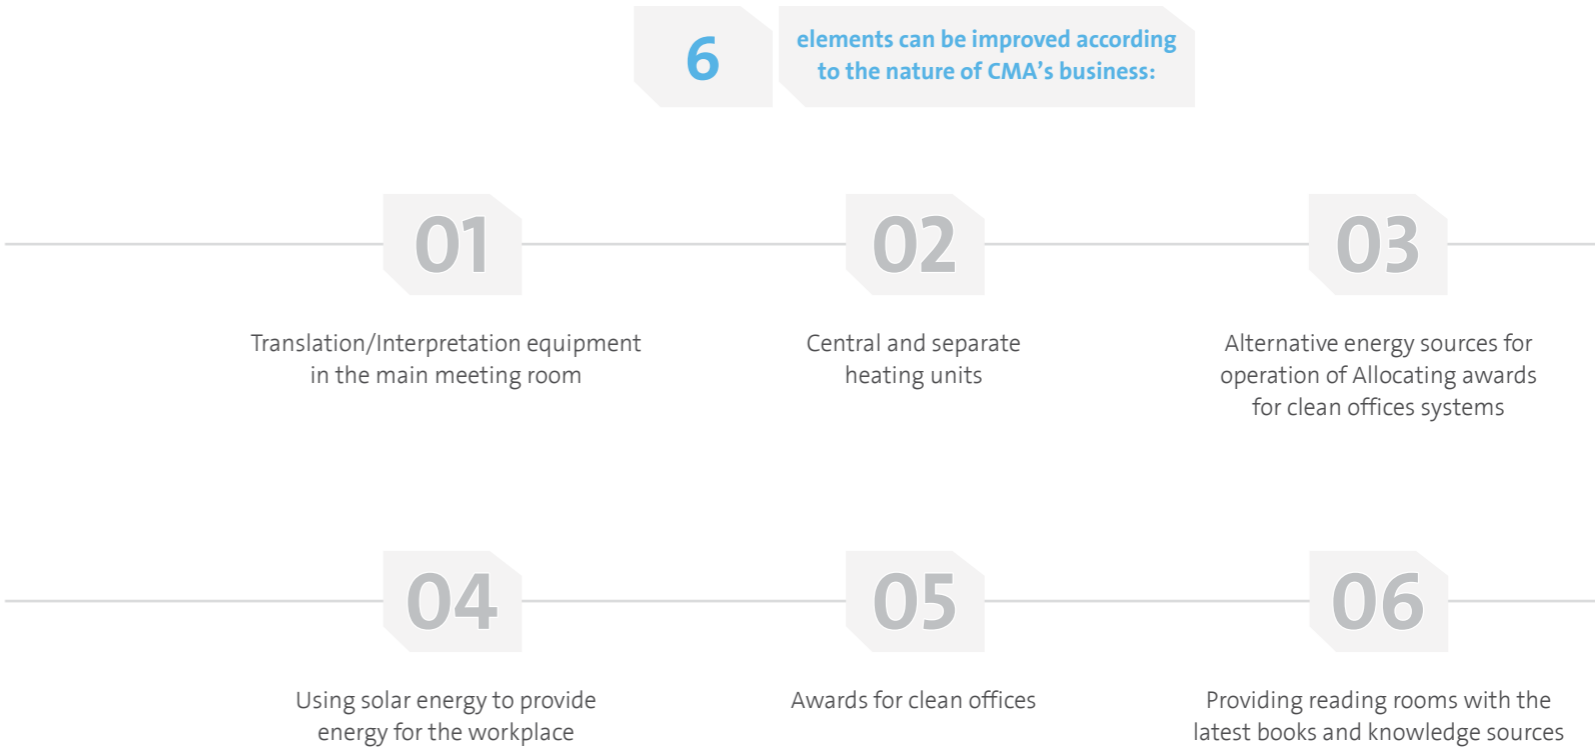 6
elements can be improved according
to the nature of CMA’s business:
01
02
03
Translation/Interpretation equipment
in the main meeting room
Central and separate
heating units
Alternative energy sources for
operation of Allocating awards
for clean offices systems
04
05
06
Using solar energy to provide
energy for the workplace
Awards for clean offices
Providing reading rooms with the
latest books and knowledge sources